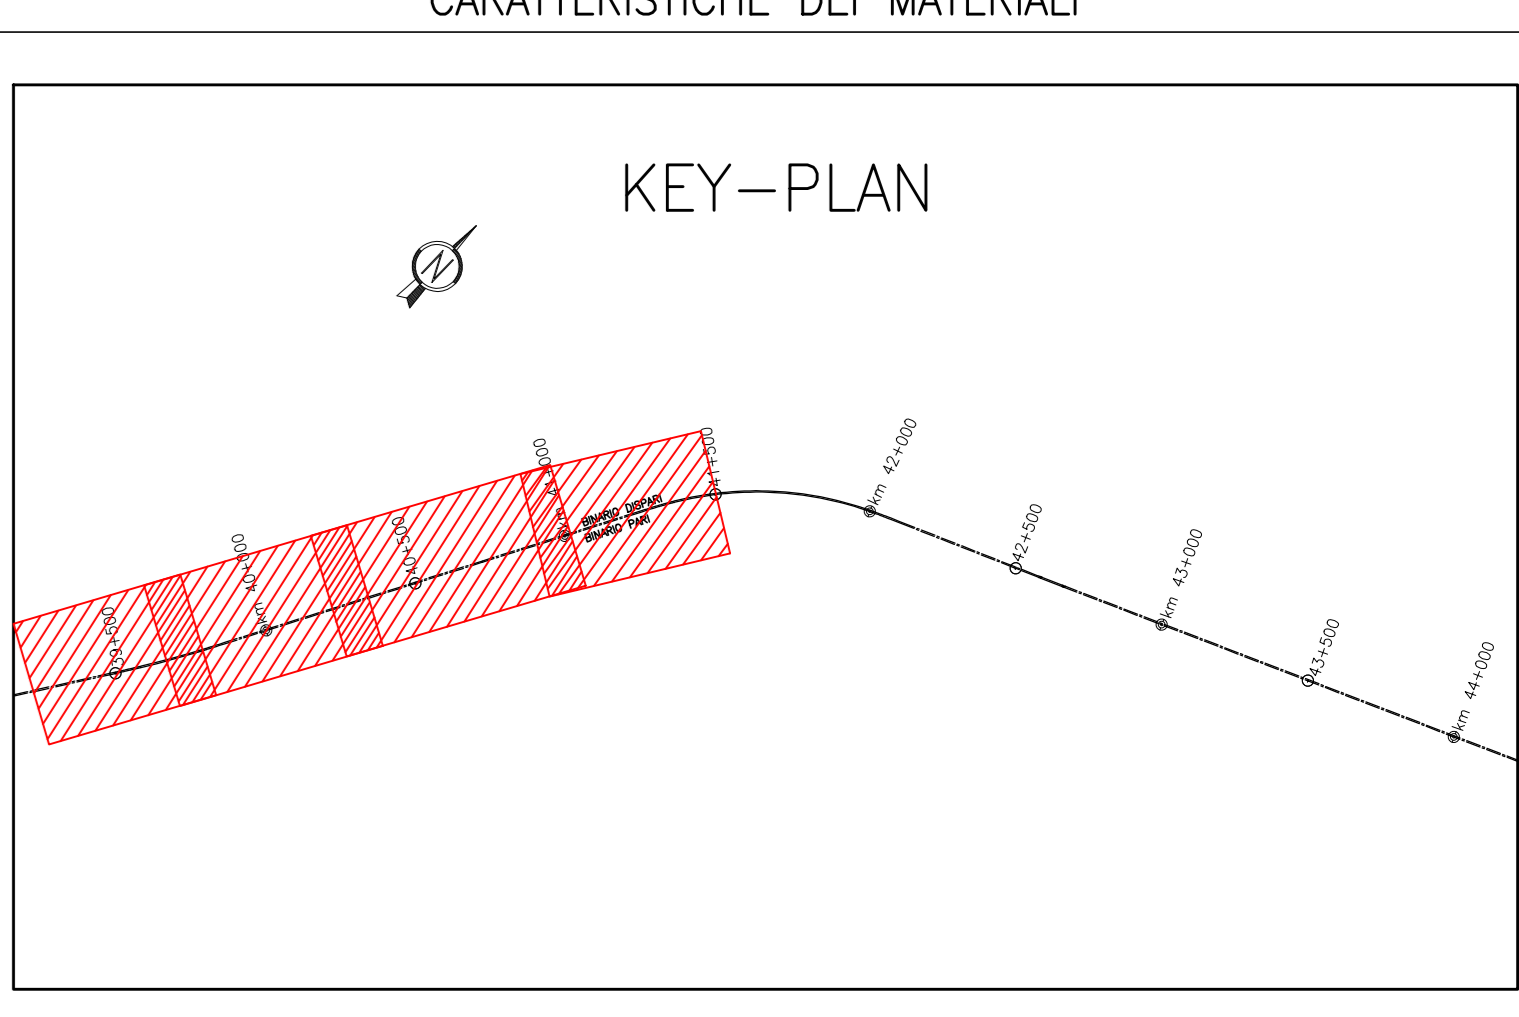 CARATTERISTICHE DEI MATERIALI
KEY-PLAN
N
39+500
km 40+000
40+500
km 41+000
BINARIO DISPARI
BINARIO PARI
41+500
km 42+000
42+500
km 43+000
43+500
km 44+000